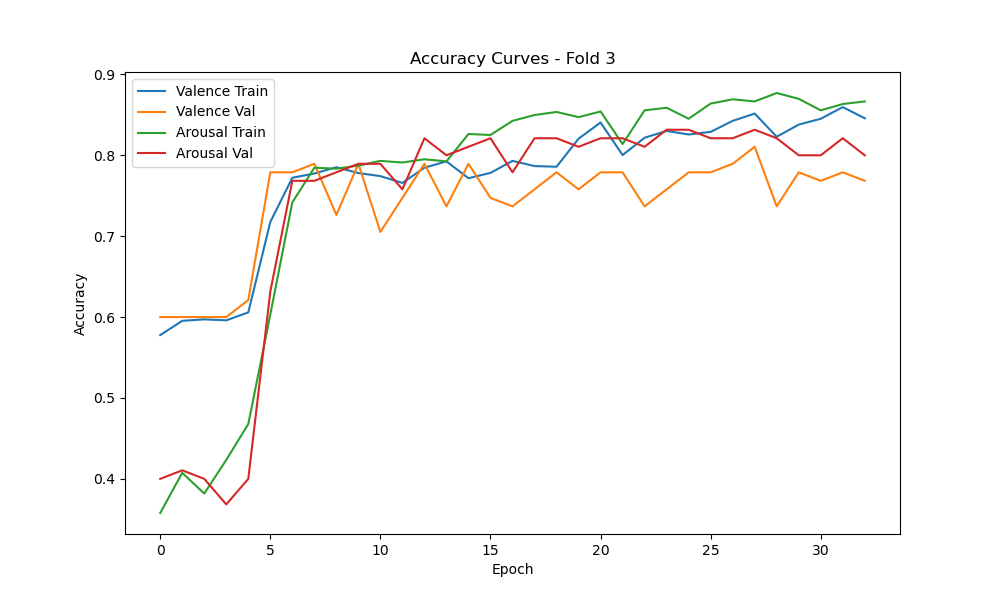 Accuracy Curves - Fold 3
Valence Train
Valence Val
Arousal Train
Arousal Val
Accuracy
0.9
0.8
0.7
0.6
0.5
0.4
0 5 10 15 20 25 30
Epoch